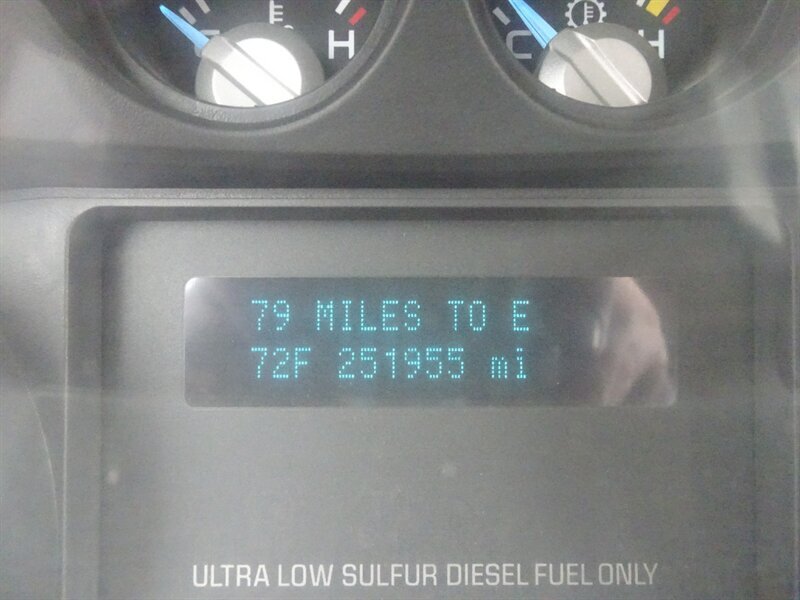 C H C H
79 MILES TO E
72F 251955 mi
ULTRA LOW SULFUR DIESEL FUEL ONLY